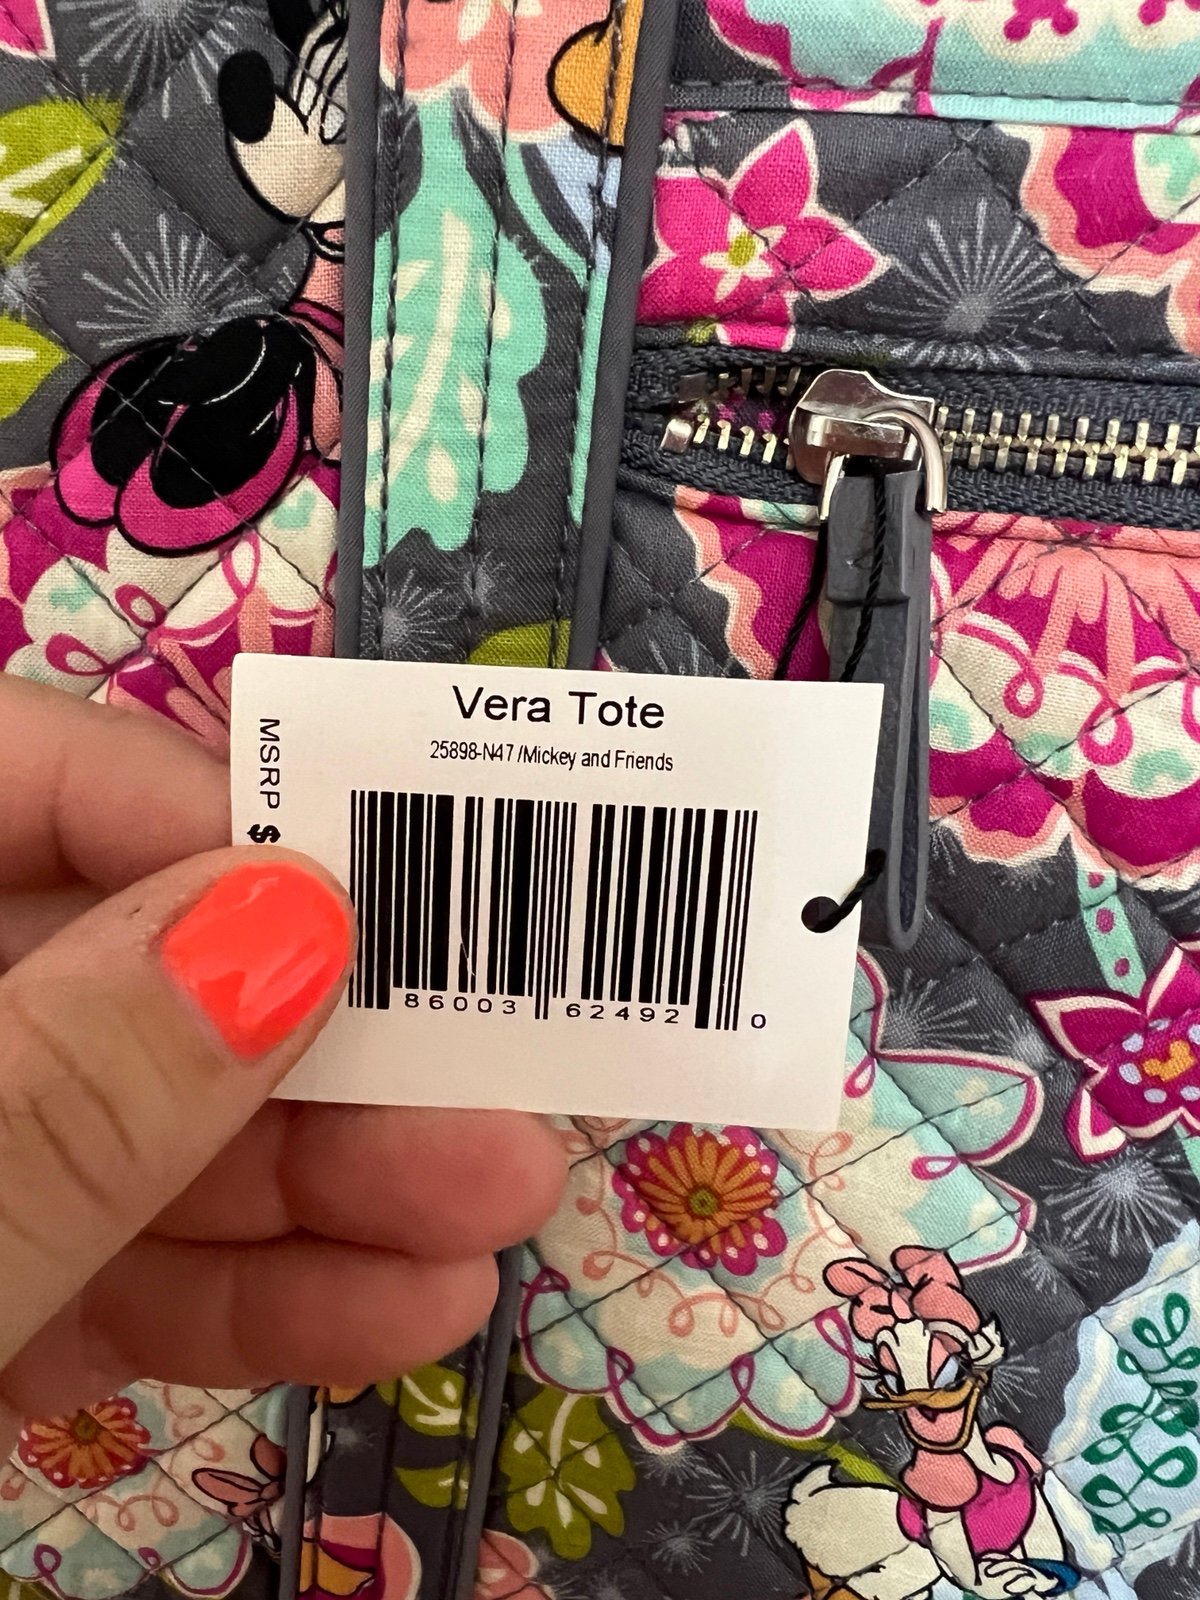 Vera Tote
25898-N47 /Mickey and Friends
MSRP $
86003 62492 0